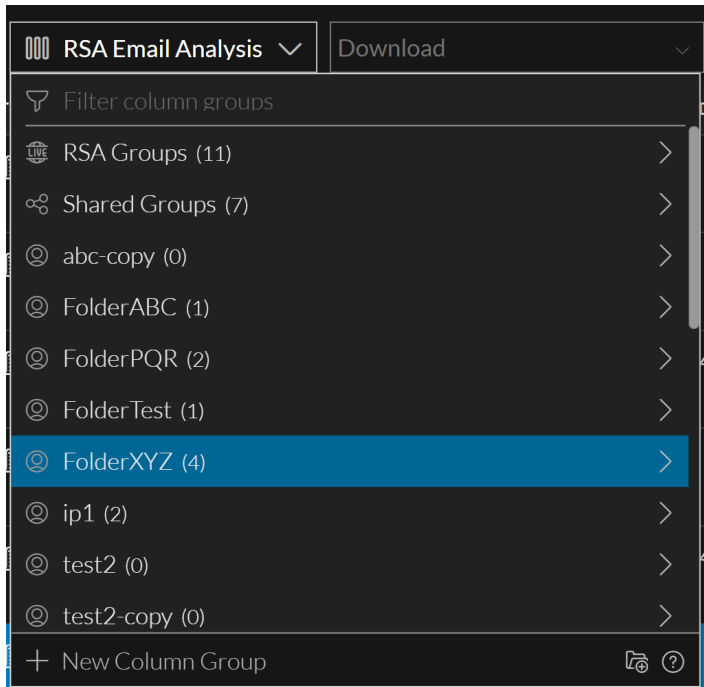 RSA Email Analysis
Download
Filter column groups
LIVE RSA Groups (11)
Shared Groups (7)
abc-copy (0)
FolderABC (1)
FolderPQR (2)
FolderTest (1)
FolderXYZ (4)
ip1 (2)
test2 (0)
test2-copy (0)
+ New Column Group ?